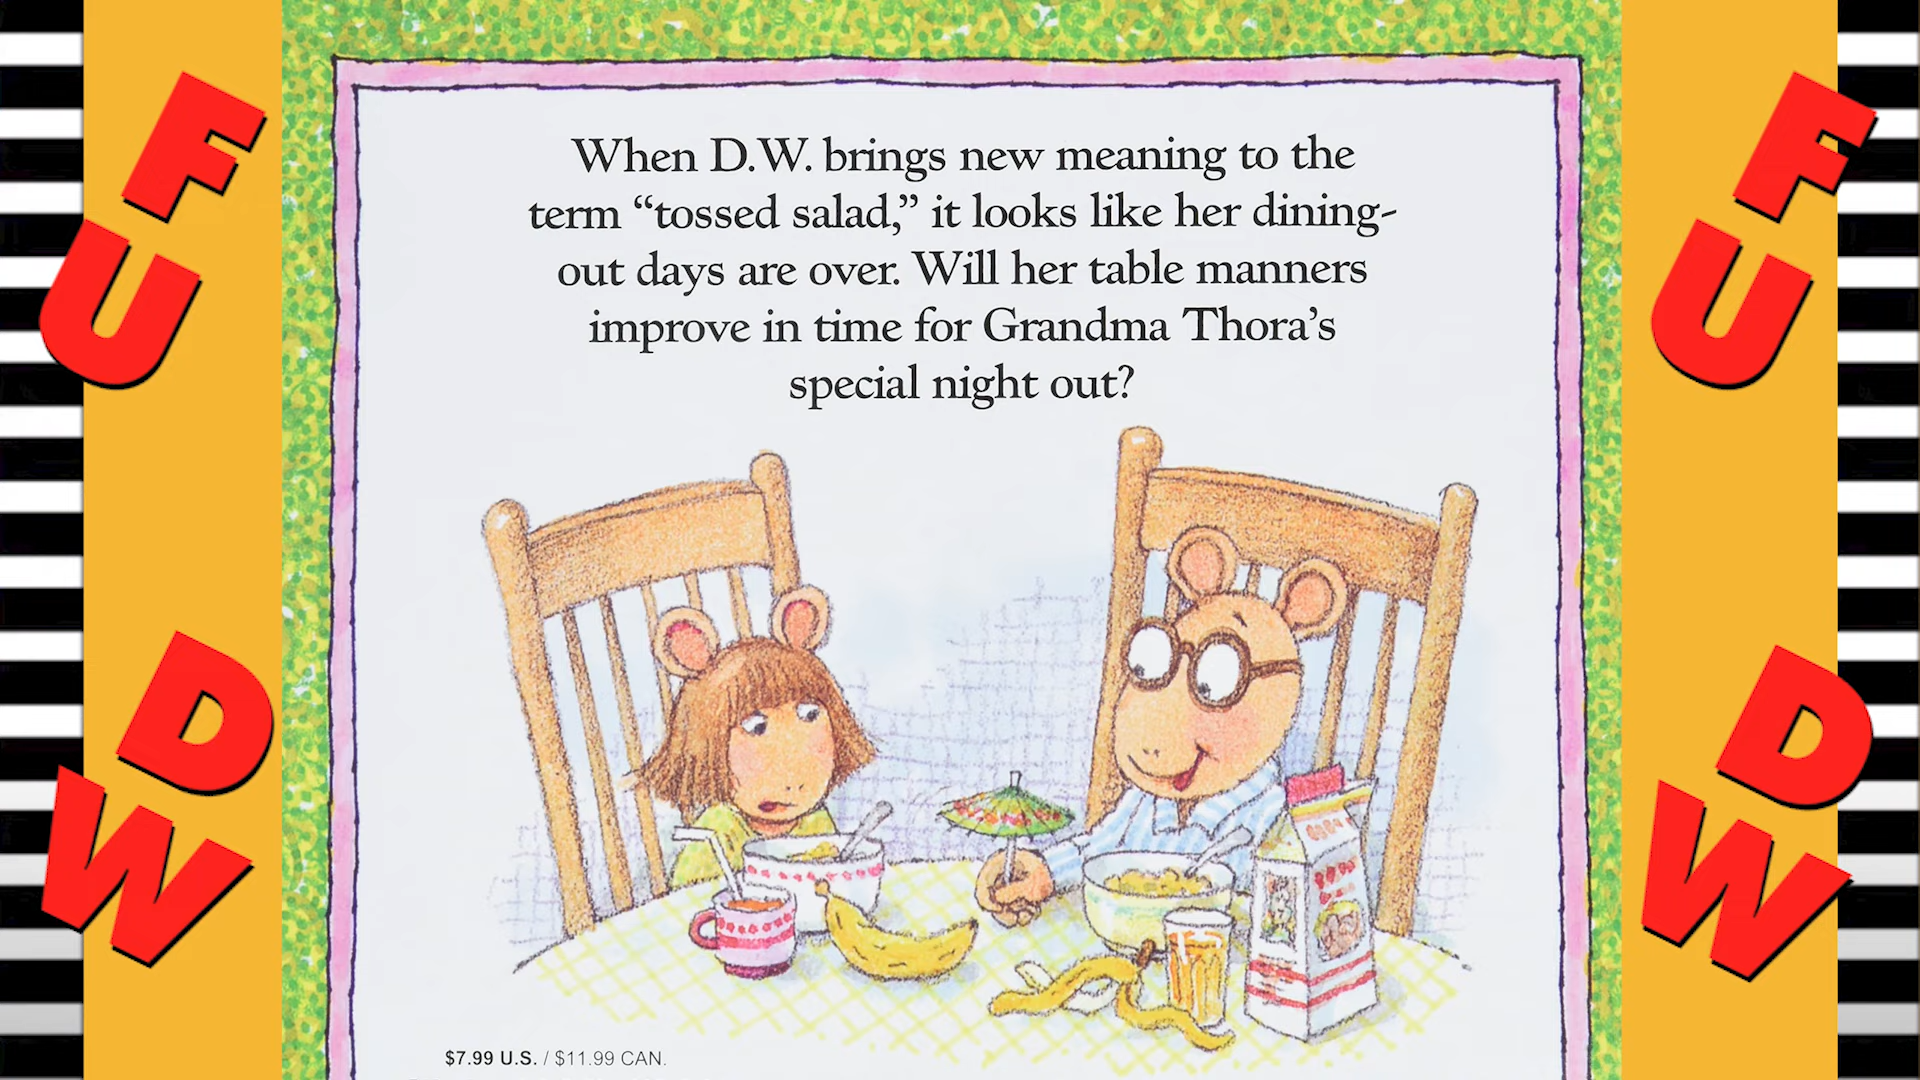 F
U
D
W
When D.W. brings new meaning to the
term “tossed salad,” it looks like her dining-
out days are over. Will her table manners
improve in time for Grandma Thora’s
special night out?
$7.99 U.S. / $11.99 CAN.
F
U
D
W